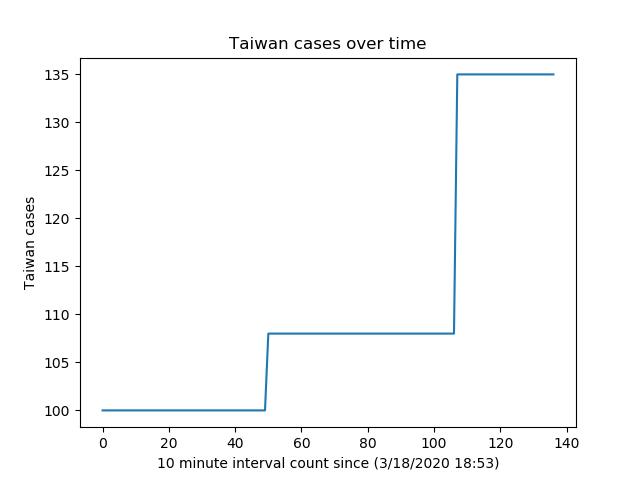 Taiwan cases over time
135
130
125
120
115
110
105
100
Taiwan cases
0 20 40 60 80 100 120 140
10 minute interval count since (3/18/2020 18:53)